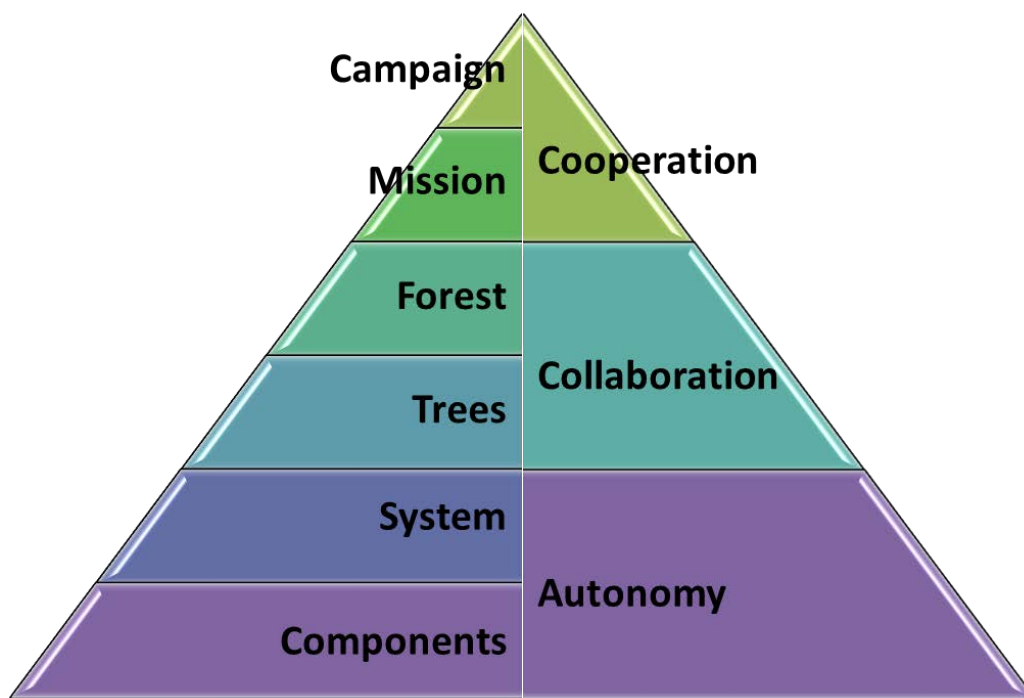 Campaign
Mission
Forest
Trees
System
Components
Cooperation
Collaboration
Autonomy